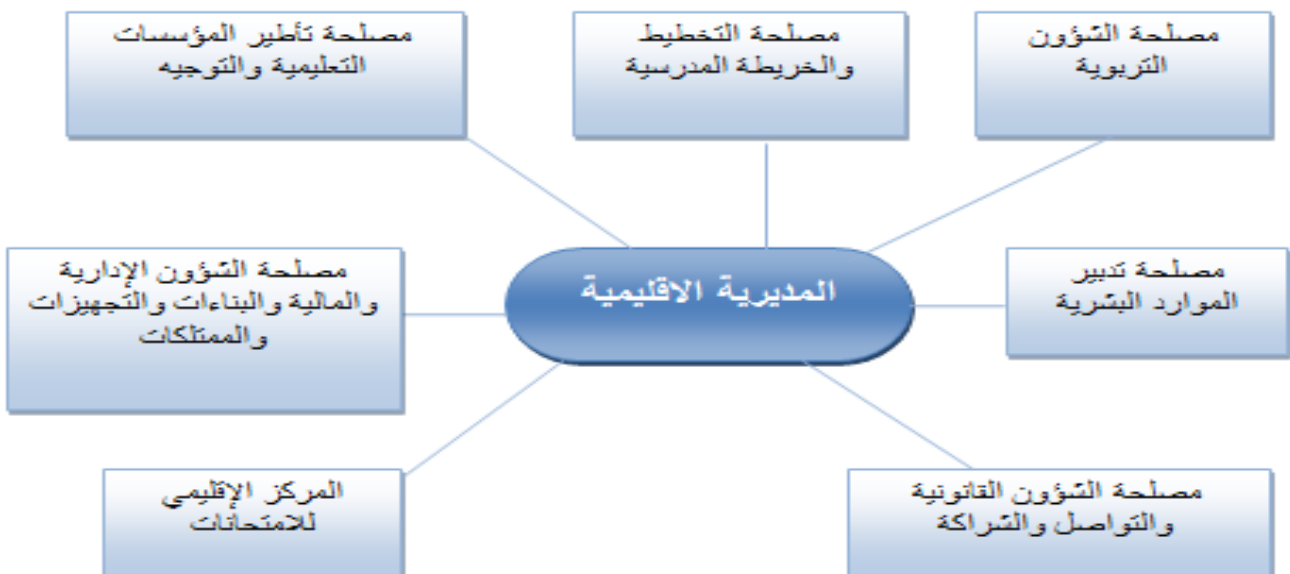 مصلحة الشؤون
التربوية
مصلحة التخطيط
والخريطة المدرسية
مصلحة تأطير المؤسسات
التعليمية والتوجيه
مصلحة تدبير
الموارد البشرية
المديرية الاقليمية
مصلحة الشؤون الإدارية
والمالية والبناءات والتجهيزات
والممتلكات
مصلحة الشؤون القانونية
والتواصل والشراكة
المركز الإقليمي
للامتحانات